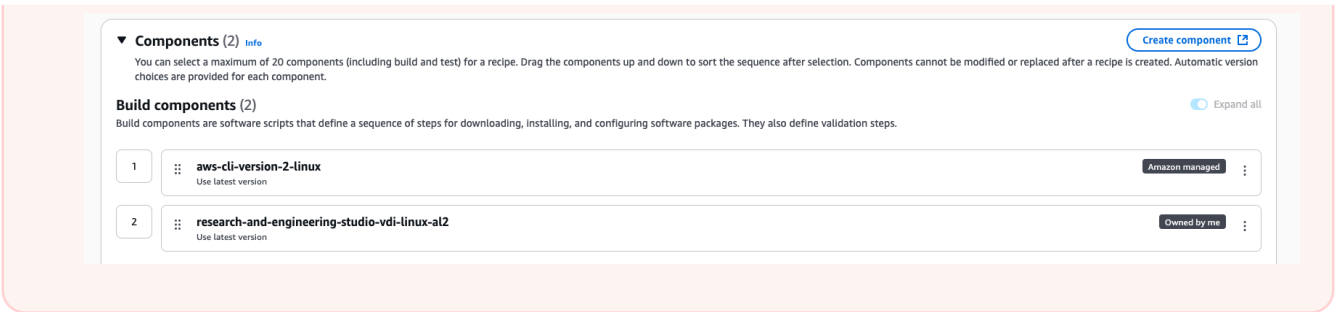 ▼ Components (2) Info
Create component
You can select a maximum of 20 components (including build and test) for a recipe. Drag the components up and down to sort the sequence after selection. Components cannot be modified or replaced after a recipe is created. Automatic version
choices are provided for each component.
Build components (2)
Expand all
Build components are software scripts that define a sequence of steps for downloading, installing, and configuring software packages. They also define validation steps.
1
aws-cli-version-2-linux
Amazon managed
Use latest version
2
research-and-engineering-studio-vdi-linux-al2
Owned by me
Use latest version